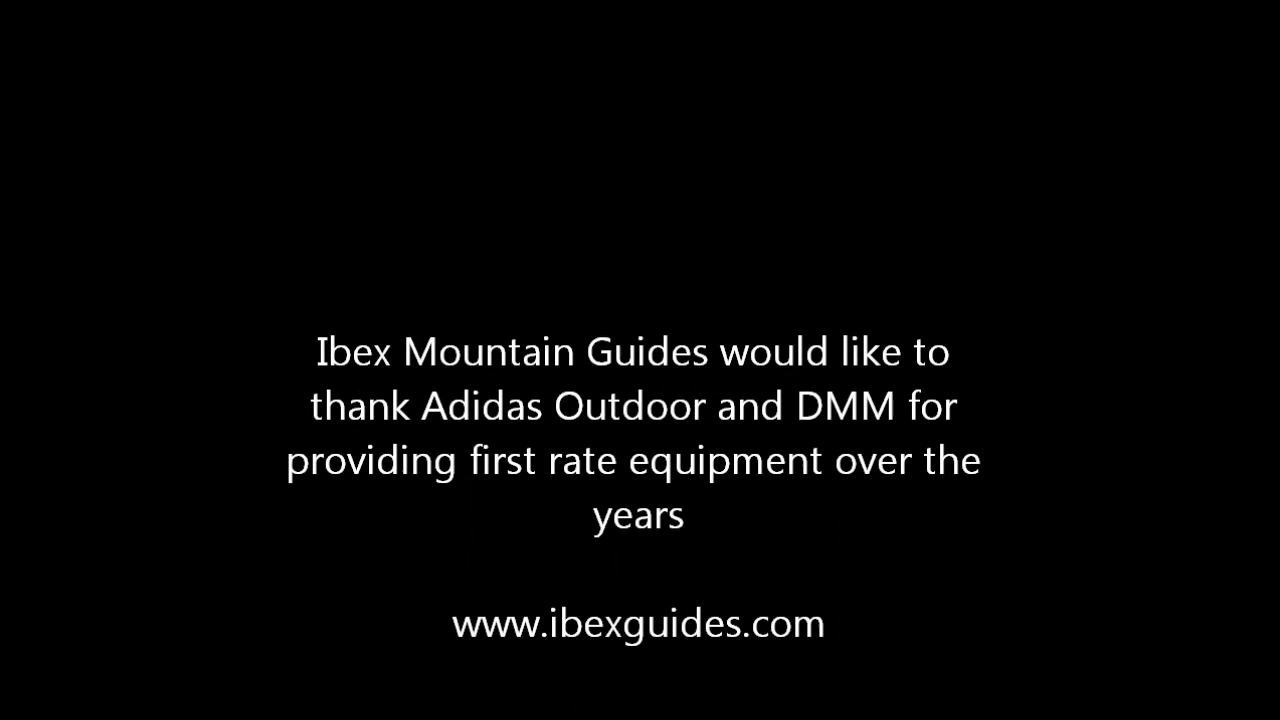 Ibex Mountain Guides would like to
thank Adidas Outdoor and DMM for
providing first rate equipment over the
years
www.ibexguides.com